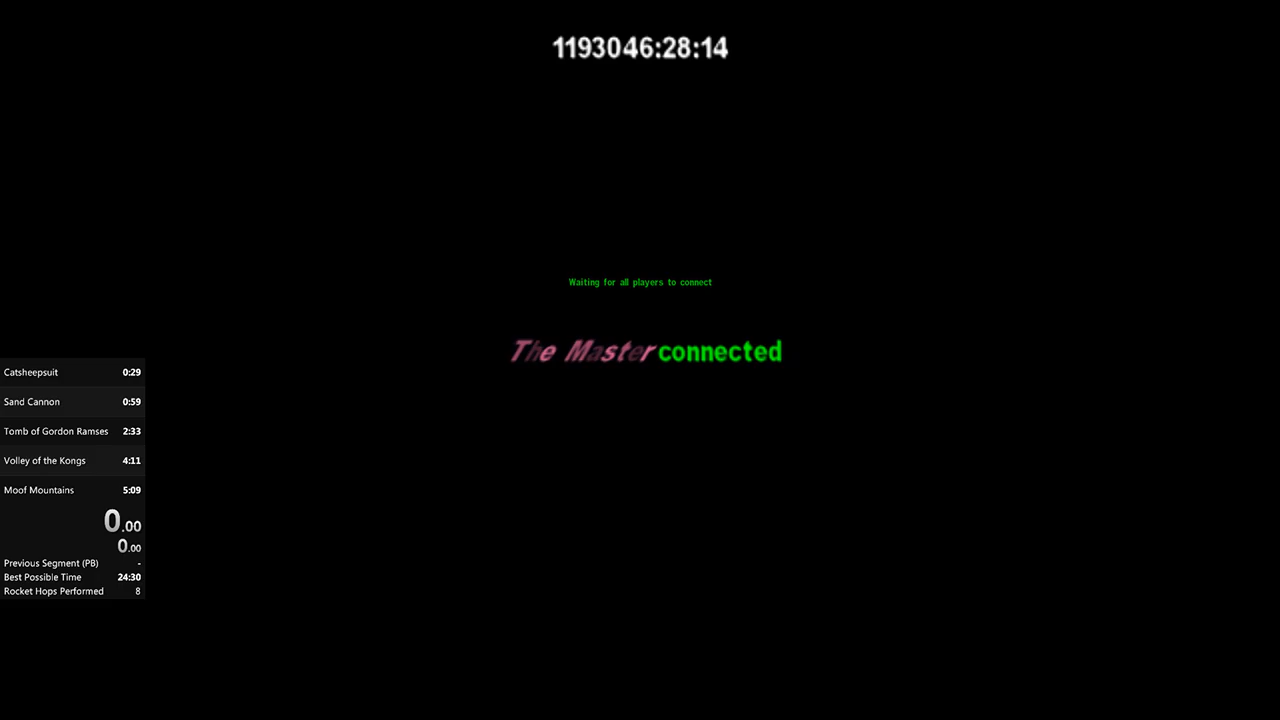 1193046:28:14
Waiting for all players to connect
The Master connected
Catsheepsuit 0:29
Sand Cannon 0:59
Tomb of Gordon Ramses 2:33
Volley of the Kongs 4:11
Moof Mountains 5:09
0.00
0.00
Previous Segment (PB) -
Best Possible Time 24:30
Rocket Hops Performed 8